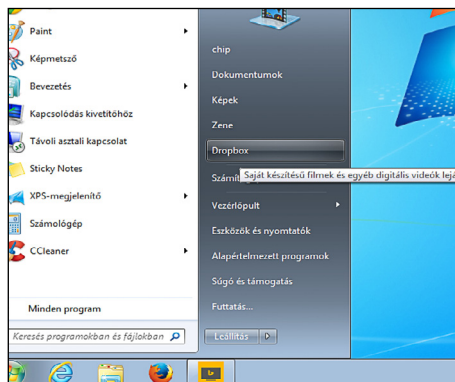 Paint
Képmetsző
Bevezetés
Kapcsolódás kivetítőhöz
Távoli asztali kapcsolat
Sticky Notes
XPS-megjelenítő
Számológép
CCleaner
Minden program
Keresés programokban és fájlokban
chip
Dokumentumok
Képek
Zene
Dropbox
Saját készítésű filmek és egyéb digitális videók
Vezérlőpult
Eszközök és nyomtatók
Alapértelmezett programok
Súgó és támogatás
Futtatás...
Leállítás